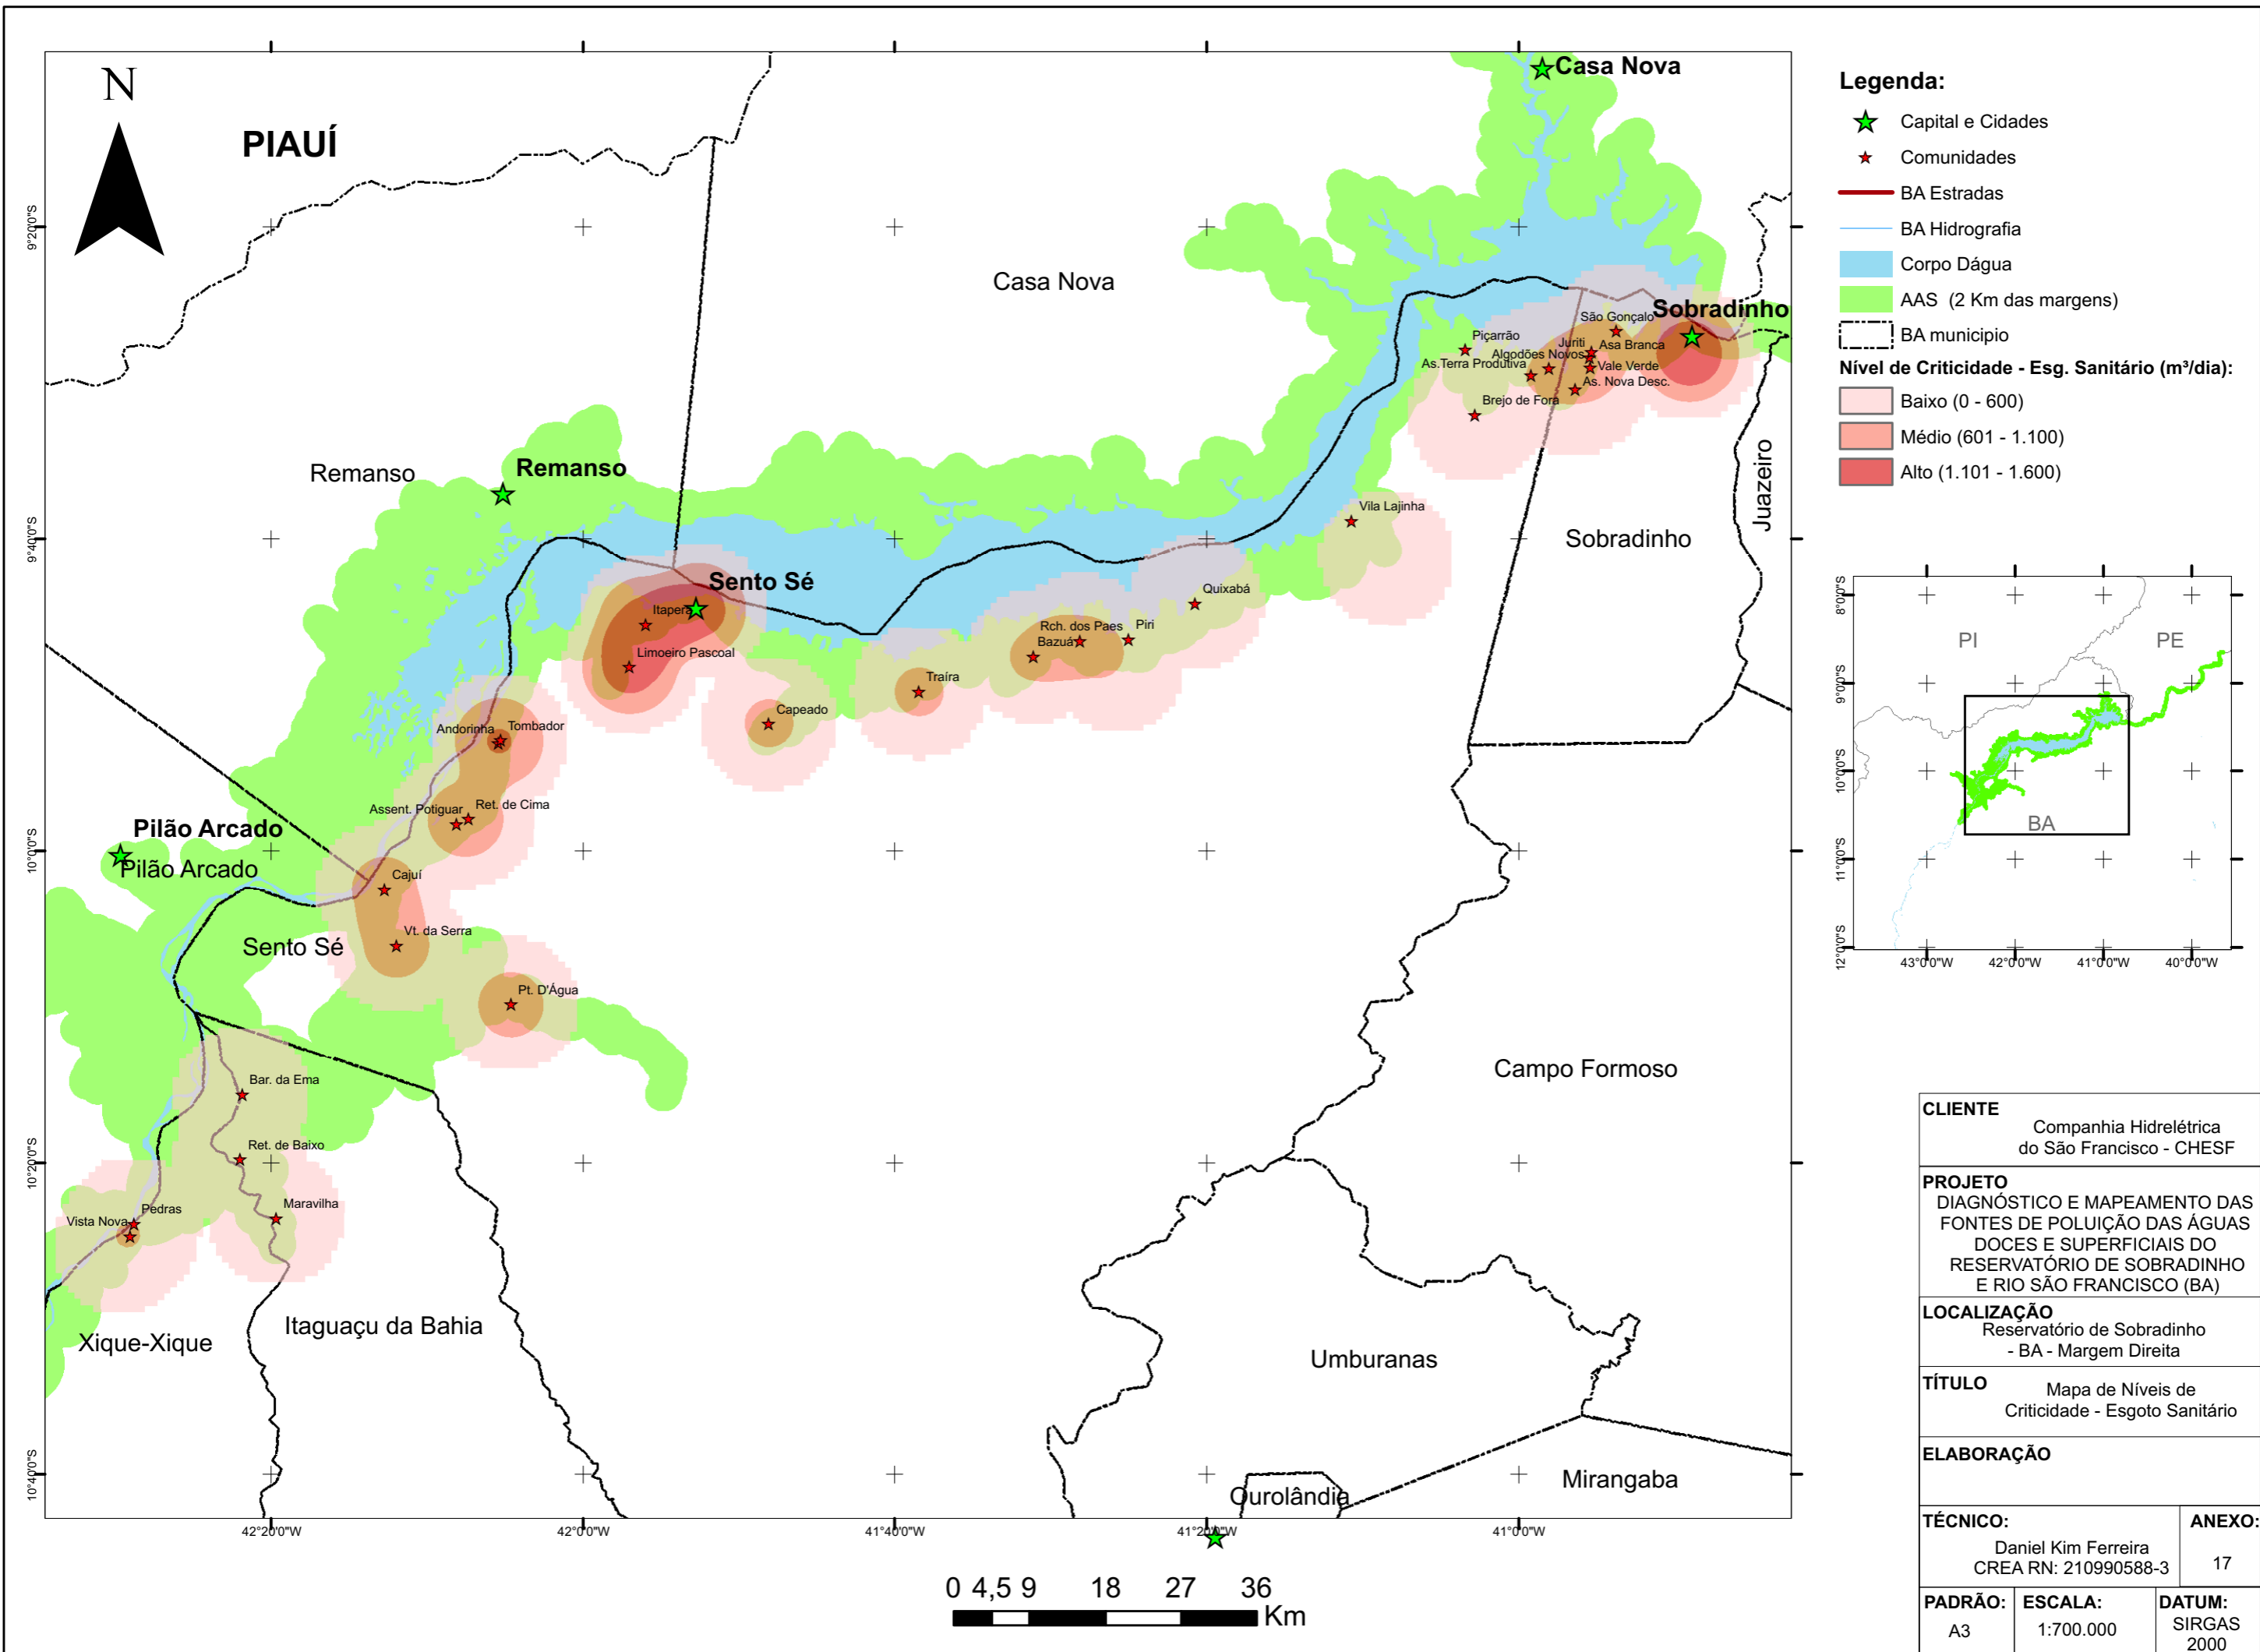 N
PIAUÍ
Casa Nova
Casa Nova
Sobradinho
São Gonçalo
Piçarrão
Juriti
Asa Branca
Algodões Novos
As.Terra Produtiva
Vale Verde
As. Nova Desc.
Brejo de Fora
Remanso
Remanso
Juazeiro
Vila Lajinha
Sobradinho
Sento Sé
Itapera
Quixabá
Rch. dos Paes
Piri
Bazuá
Limoeiro Pascoal
Traíra
Capeado
Andorinha
Tombador
Assent. Potiguar
Ret. de Cima
Pilão Arcado
Pilão Arcado
Cajuí
Vt. da Serra
Sento Sé
Pt. D'Água
Campo Formoso
Bar. da Ema
Ret. de Baixo
Maravilha
Pedras
Vista Nova
Itaguaçu da Bahia
Xique-Xique
Umburanas
Mirangaba
Ourolândia
9°20'0"S
9°40'0"S
10°0'0"S
10°20'0"S
10°40'0"S
42°20'0"W
42°0'0"W
41°40'0"W
41°20'0"W
41°0'0"W
0 4,5 9 18 27 36
Km
Legenda:
Capital e Cidades
Comunidades
BA Estradas
BA Hidrografia
Corpo Dágua
AAS (2 Km das margens)
BA municipio
Nível de Criticidade - Esg. Sanitário (m³/dia):
Baixo (0 - 600)
Médio (601 - 1.100)
Alto (1.101 - 1.600)
PI
PE
BA
8°0'0"S
9°0'0"S
10°0'0"S
11°0'0"S
12°0'0"S
43°0'0"W
42°0'0"W
41°0'0"W
40°0'0"W
CLIENTE
Companhia Hidrelétrica
do São Francisco - CHESF
PROJETO
DIAGNÓSTICO E MAPEAMENTO DAS
FONTES DE POLUIÇÃO DAS ÁGUAS
DOCES E SUPERFICIAIS DO
RESERVATÓRIO DE SOBRADINHO
E RIO SÃO FRANCISCO (BA)
LOCALIZAÇÃO
Reservatório de Sobradinho
- BA - Margem Direita
TÍTULO
Mapa de Níveis de
Criticidade - Esgoto Sanitário
ELABORAÇÃO
TÉCNICO:
Daniel Kim Ferreira
CREA RN: 210990588-3
ANEXO:
17
PADRÃO:
A3
ESCALA:
1:700.000
DATUM:
SIRGAS
2000